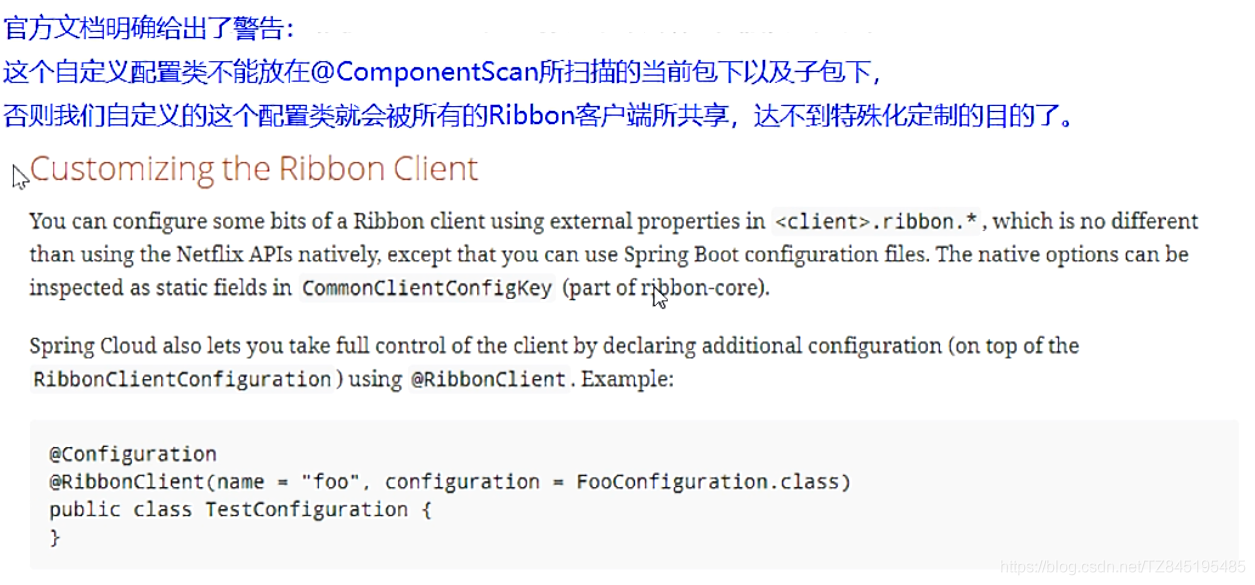 官方文档明确给出了警告：
这个自定义配置类不能放在@ComponentScan所扫描的当前包下以及子包下，
否则我们自定义的这个配置类就会被所有的Ribbon客户端所共享，达不到特殊化定制的目的了。
Customizing the Ribbon Client
You can configure some bits of a Ribbon client using external properties in <client>.ribbon.*, which is no different
than using the Netflix APIs natively, except that you can use Spring Boot configuration files. The native options can be
inspected as static fields in CommonClientConfigKey (part of ribbon-core).
Spring Cloud also lets you take full control of the client by declaring additional configuration (on top of the
RibbonClientConfiguration) using @RibbonClient. Example:
@Configuration
@RibbonClient(name = "foo", configuration = FooConfiguration.class)
public class TestConfiguration {
}
https://blog.csdn.net/TZ845195485